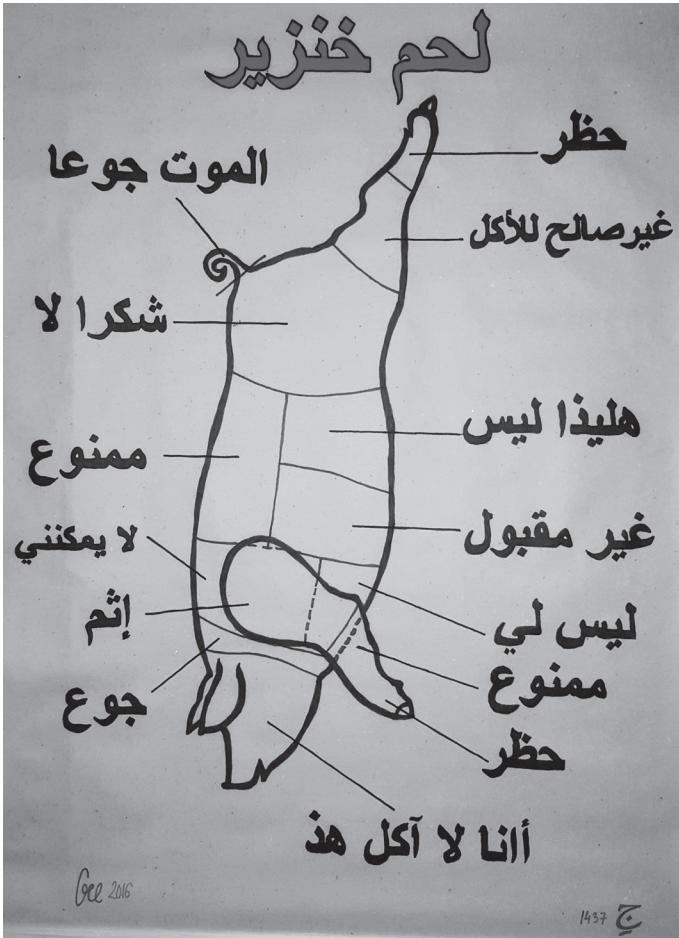 لحم خنزير
حظر
الموت جوعا
غير صالح للأكل
شكرا لا
هليذا ليس
ممنوع
غير مقبول
لا يمكنني
إثم
ليس لي
ممنوع
جوع
حظر
أانا لا آكل هذ
Gee 2016
1437 ج